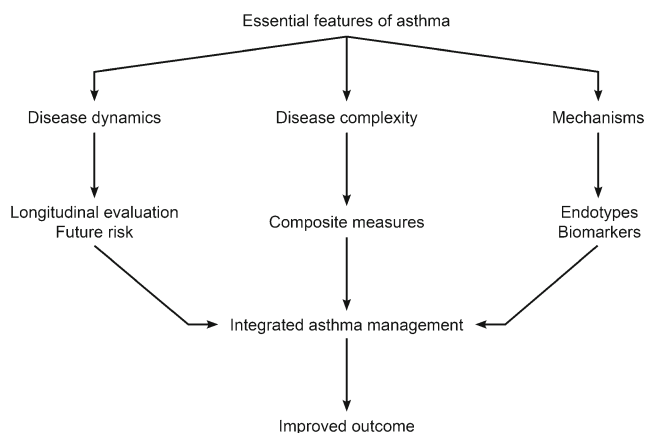 Essential features of asthma
Disease dynamics
Disease complexity
Mechanisms
Longitudinal evaluation
Future risk
Composite measures
Endotypes
Biomarkers
Integrated asthma management
Improved outcome